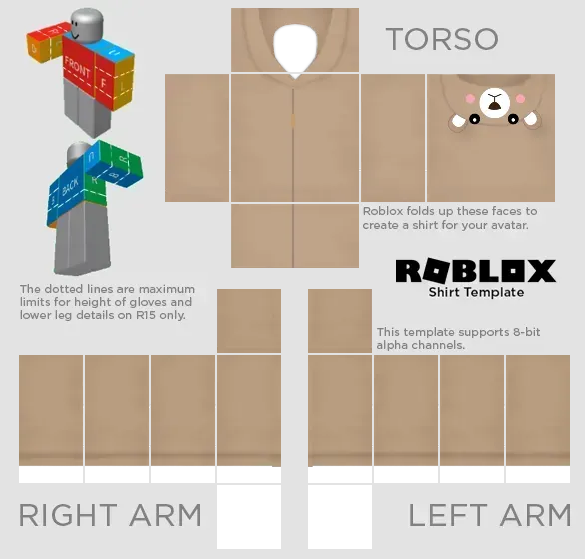 TORSO
FRONT
F
L
BACK
R
Roblox folds up these faces to
create a shirt for your avatar.
The dotted lines are maximum
limits for height of gloves and
lower leg details on R15 only.
ROBLOX
Shirt Template
This template supports 8-bit
alpha channels.
RIGHT ARM
LEFT ARM